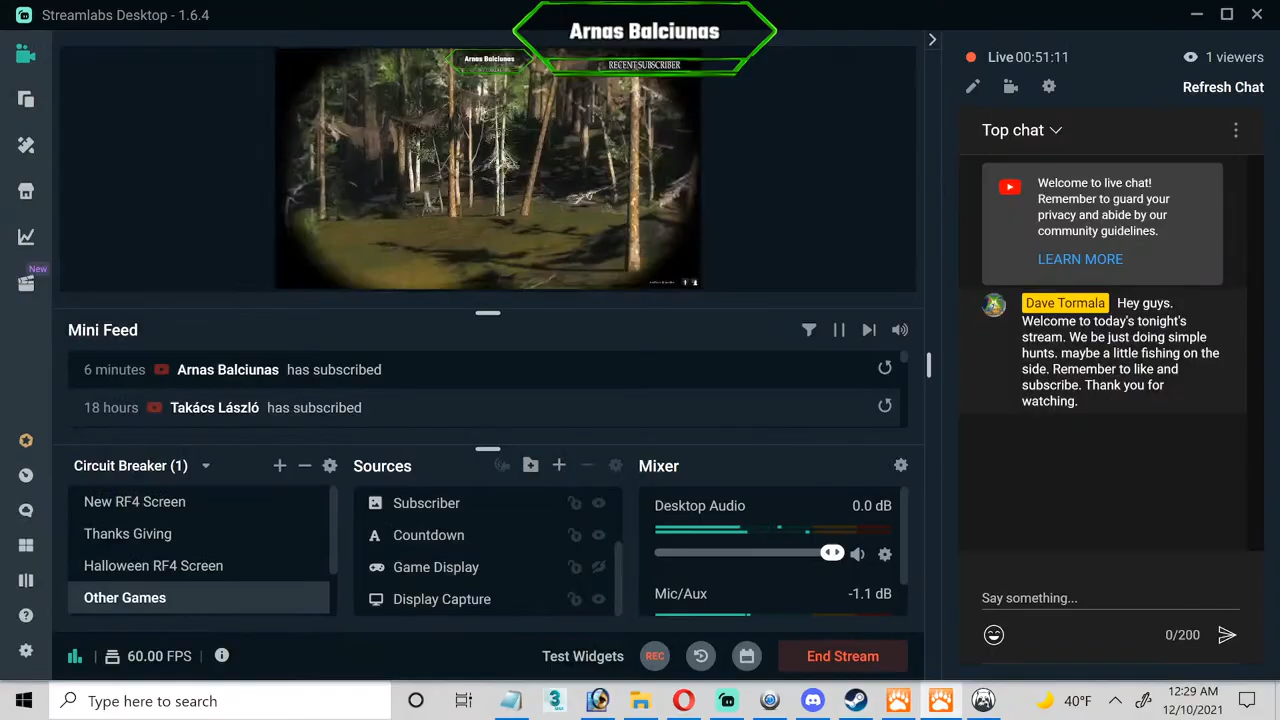 Streamlabs Desktop - 1.6.4
Arnas Balciunas
RECENT SUBSCRIBER
Arnas Balciunas
Live 00:51:11
1 viewers
Refresh Chat
Top chat
Welcome to live chat!
Remember to guard your
privacy and abide by our
community guidelines.
LEARN MORE
Dave Tormala Hey guys.
Welcome to today's tonight's
stream. We be just doing simple
hunts. maybe a little fishing on the
side. Remember to like and
subscribe. Thank you for
watching.
Say something...
0/200
New
Mini Feed
6 minutes Arnas Balciunas has subscribed
18 hours Takács László has subscribed
Circuit Breaker (1)
New RF4 Screen
Thanks Giving
Halloween RF4 Screen
Other Games
Sources
Subscriber
Countdown
Game Display
Display Capture
Mixer
Desktop Audio 0.0 dB
Mic/Aux -1.1 dB
60.00 FPS
Test Widgets
REC
End Stream
Type here to search
40°F
12:29 AM
12/10/2021